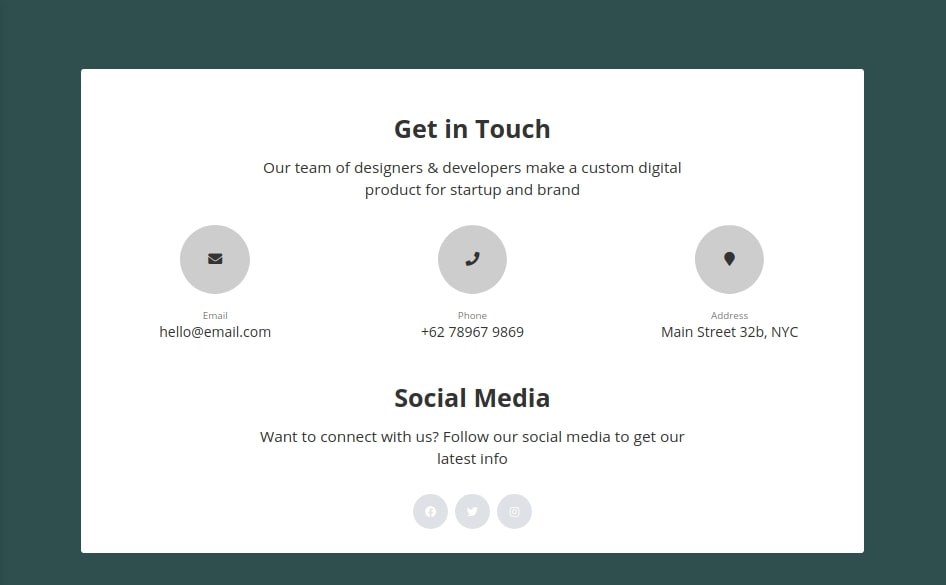 Get in Touch
Our team of designers & developers make a custom digital
product for startup and brand
Email
hello@email.com
Phone
+62 78967 9869
Address
Main Street 32b, NYC
Social Media
Want to connect with us? Follow our social media to get our
latest info